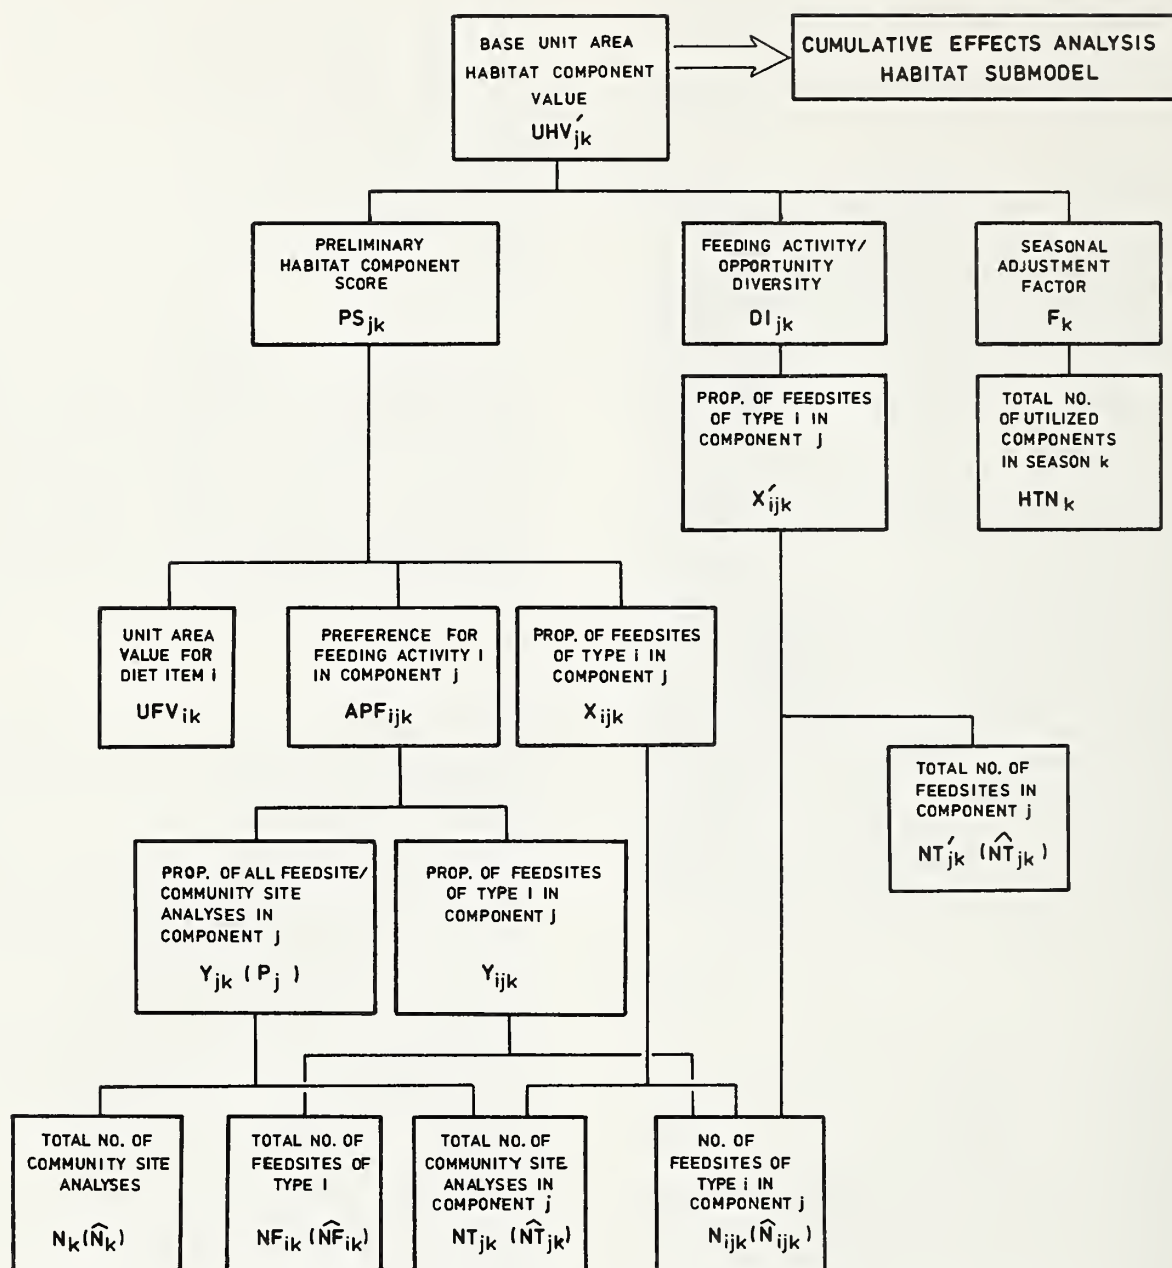 BASE UNIT AREA
HABITAT COMPONENT
VALUE
UHV′jk
CUMULATIVE EFFECTS ANALYSIS
HABITAT SUBMODEL
PRELIMINARY
HABITAT COMPONENT
SCORE
PSjk
FEEDING ACTIVITY/
OPPORTUNITY
DIVERSITY
DIjk
SEASONAL
ADJUSTMENT
FACTOR
Fk
PROP. OF FEEDSITES
OF TYPE i IN
COMPONENT j
X′ijk
TOTAL NO.
OF UTILIZED
COMPONENTS
IN SEASON k
HTNk
UNIT AREA
VALUE FOR
DIET ITEM i
UFVik
PREFERENCE FOR
FEEDING ACTIVITY I
IN COMPONENT j
APFijk
PROP. OF FEEDSITES
OF TYPE i IN
COMPONENT j
Xijk
TOTAL NO. OF
FEEDSITES IN
COMPONENT j
NT′jk (N̂Tjk)
PROP. OF ALL FEEDSITE/
COMMUNITY SITE
ANALYSES IN
COMPONENT j
Yjk (Pj)
PROP. OF FEEDSITES
OF TYPE I IN
COMPONENT j
Yijk
TOTAL NO. OF
COMMUNITY SITE
ANALYSES
Nk(N̂k)
TOTAL NO. OF
FEEDSITES OF
TYPE I
NFik (N̂Fik)
TOTAL NO. OF
COMMUNITY SITE
ANALYSES IN
COMPONENT j
NTjk (N̂Tjk)
NO. OF
FEEDSITES OF
TYPE i IN
COMPONENT j
Nijk(N̂ijk)